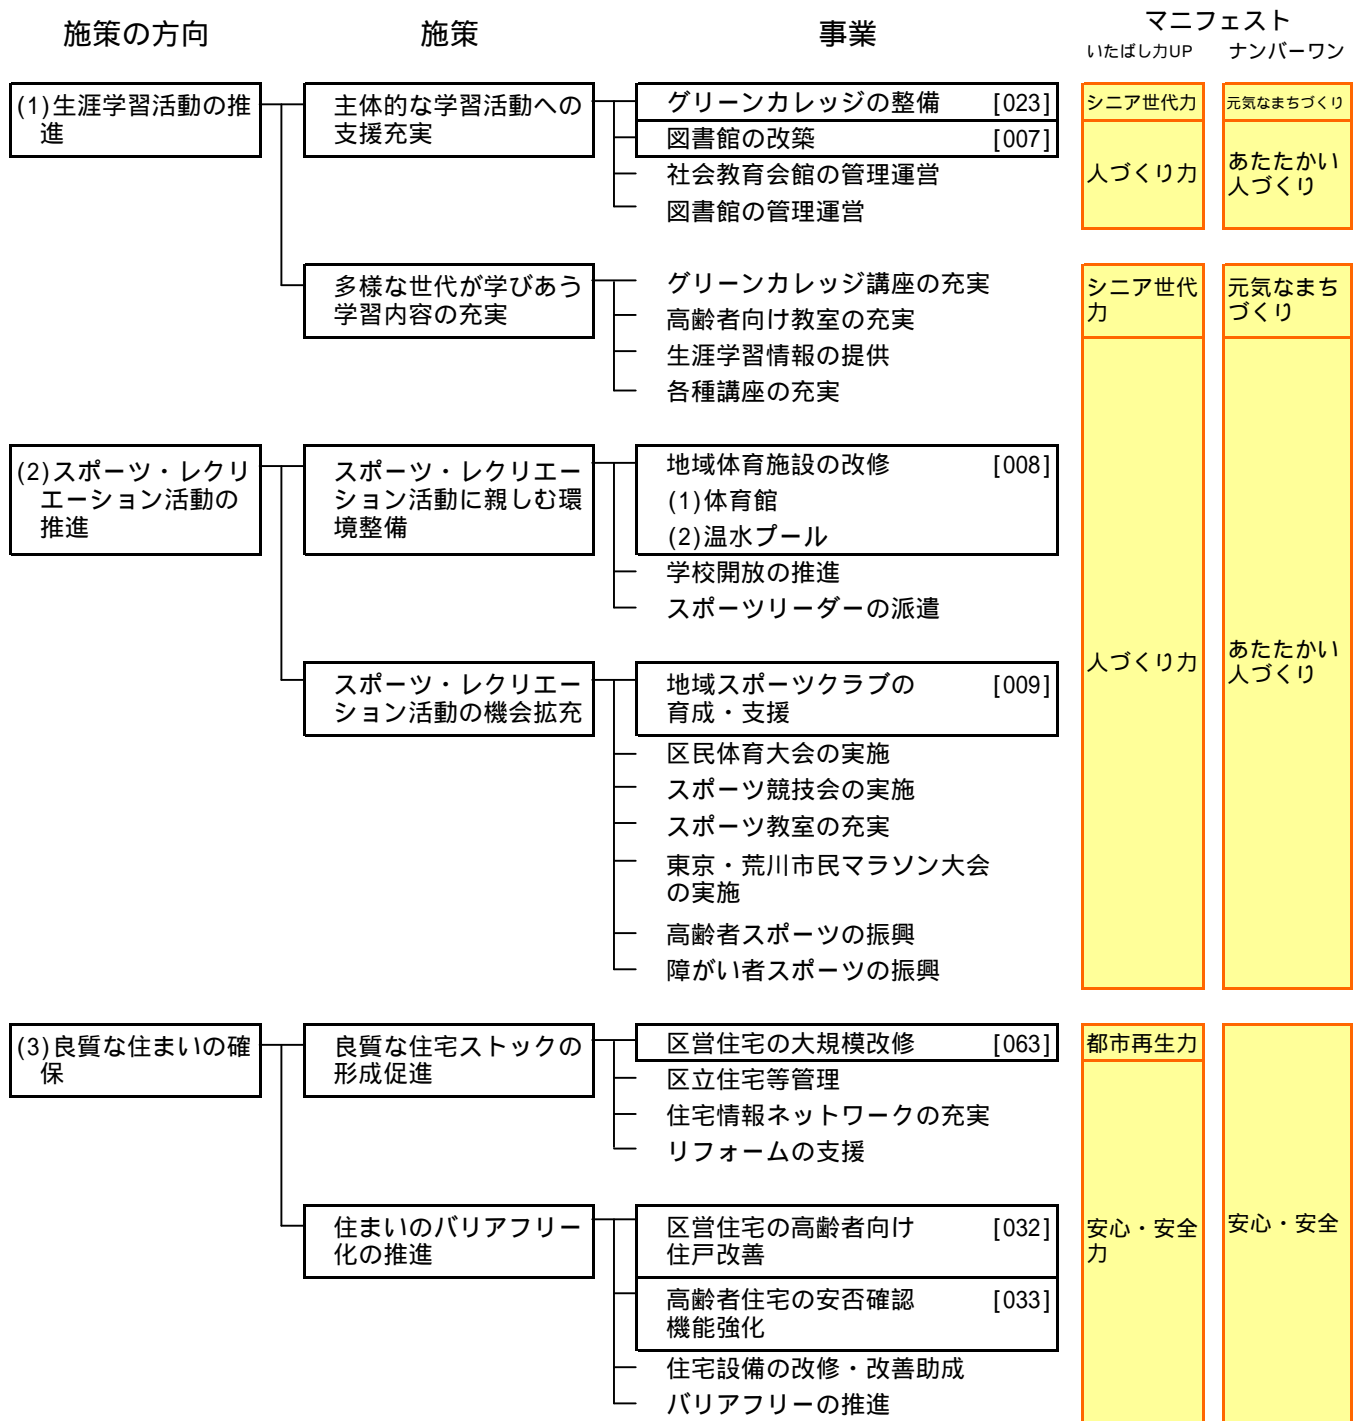 施策の方向
施策
事業
マニフェスト
いたばし力UP
ナンバーワン
(1)生涯学習活動の推
進
主体的な学習活動への
支援充実
グリーンカレッジの整備 [023]
図書館の改築 [007]
社会教育会館の管理運営
図書館の管理運営
シニア世代力
元気なまちづくり
人づくり力
あたたかい
人づくり
多様な世代が学びあう
学習内容の充実
グリーンカレッジ講座の充実
高齢者向け教室の充実
生涯学習情報の提供
各種講座の充実
シニア世代
力
元気なまち
づくり
(2)スポーツ・レクリ
エーション活動の
推進
スポーツ・レクリエー
ション活動に親しむ環
境整備
地域体育施設の改修 [008]
(1)体育館
(2)温水プール
学校開放の推進
スポーツリーダーの派遣
スポーツ・レクリエー
ション活動の機会拡充
地域スポーツクラブの [009]
育成・支援
区民体育大会の実施
スポーツ競技会の実施
スポーツ教室の充実
東京・荒川市民マラソン大会
の実施
高齢者スポーツの振興
障がい者スポーツの振興
人づくり力
あたたかい
人づくり
(3)良質な住まいの確
保
良質な住宅ストックの
形成促進
区営住宅の大規模改修 [063]
区立住宅等管理
住宅情報ネットワークの充実
リフォームの支援
都市再生力
住まいのバリアフリー
化の推進
区営住宅の高齢者向け [032]
住戸改善
高齢者住宅の安否確認 [033]
機能強化
住宅設備の改修・改善助成
バリアフリーの推進
安心・安全
力
安心・安全